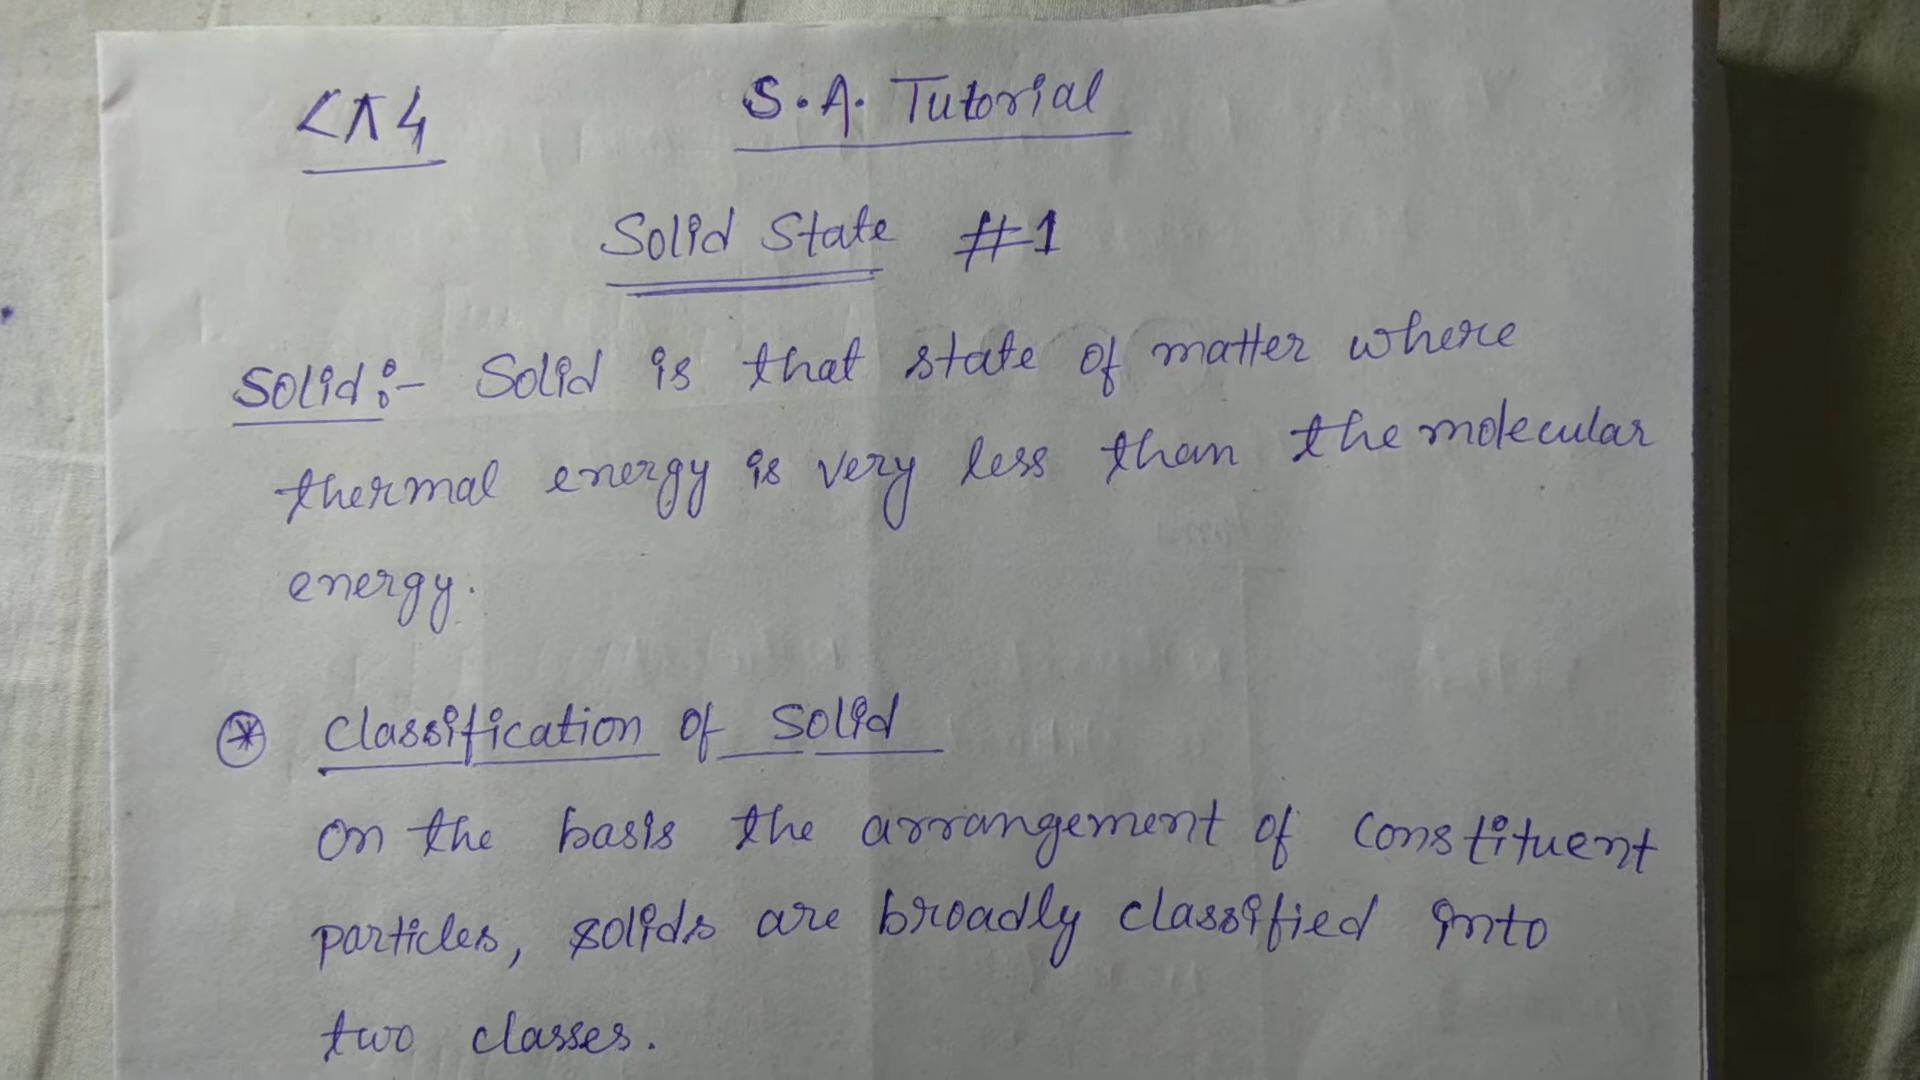 S.A. Tutorial
Solid State #1
Solid:- Solid is that state of matter where
thermal energy is very less than the molecular
energy.
* Classification of Solid
On the basis the arrangement of constituent
particles, solids are broadly classified into
two classes.